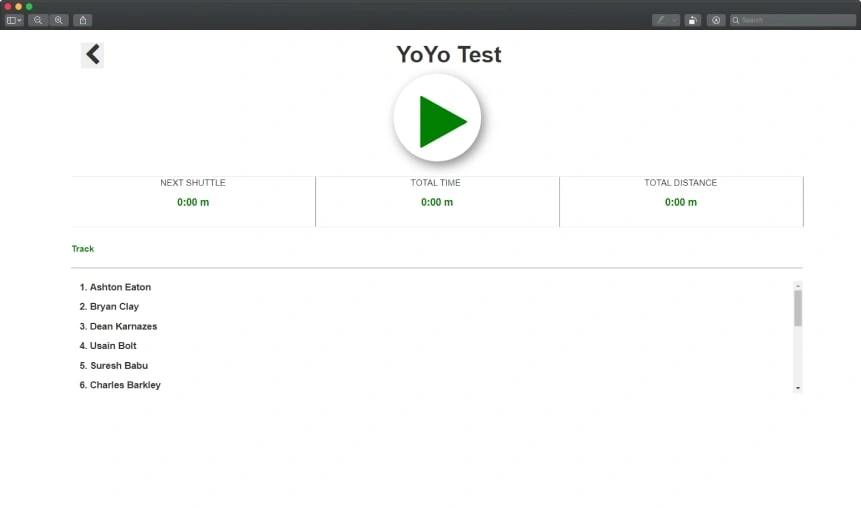 Search
YoYo Test
NEXT SHUTTLE
0:00 m
TOTAL TIME
0:00 m
TOTAL DISTANCE
0:00 m
Track
1. Ashton Eaton
2. Bryan Clay
3. Dean Karnazes
4. Usain Bolt
5. Suresh Babu
6. Charles Barkley